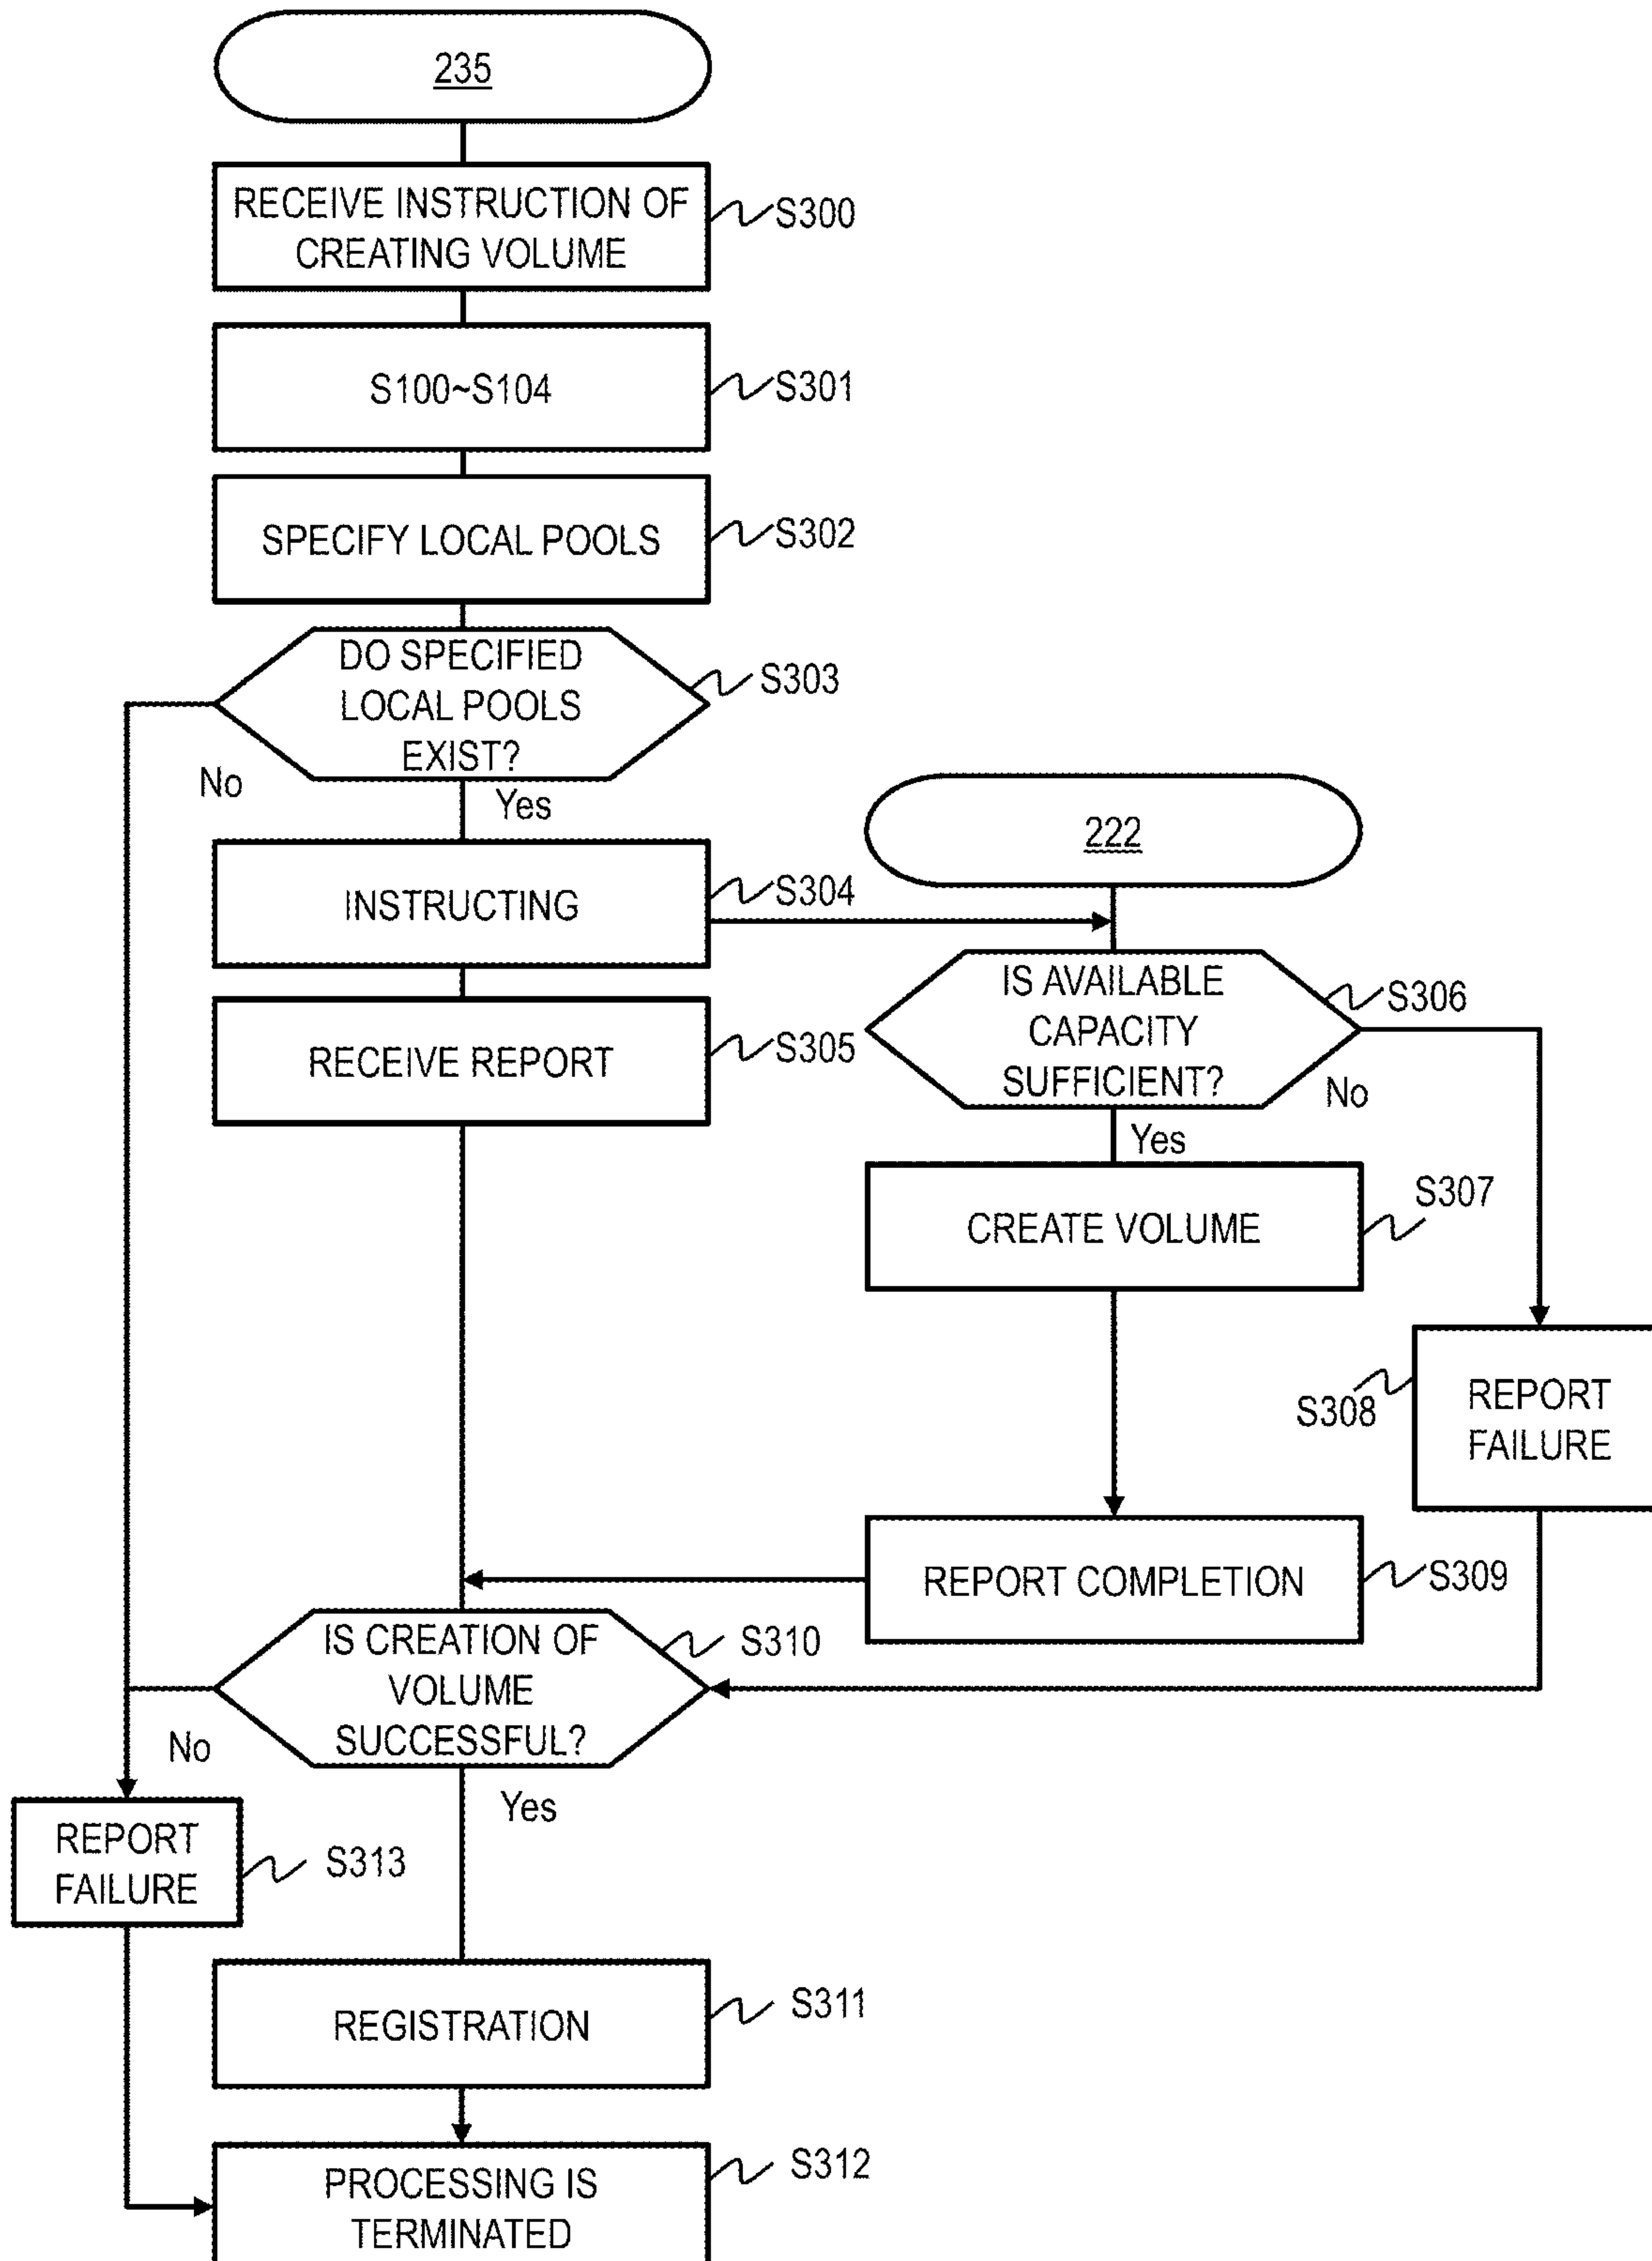 235
RECEIVE INSTRUCTION OF
CREATING VOLUME
S300
S100~S104
S301
SPECIFY LOCAL POOLS
S302
DO SPECIFIED
LOCAL POOLS
EXIST?
S303
No
Yes
INSTRUCTING
S304
RECEIVE REPORT
S305
222
IS AVAILABLE
CAPACITY
SUFFICIENT?
S306
No
Yes
CREATE VOLUME
S307
S308
REPORT
FAILURE
REPORT COMPLETION
S309
IS CREATION OF
VOLUME
SUCCESSFUL?
S310
No
Yes
REPORT
FAILURE
S313
REGISTRATION
S311
PROCESSING IS
TERMINATED
S312